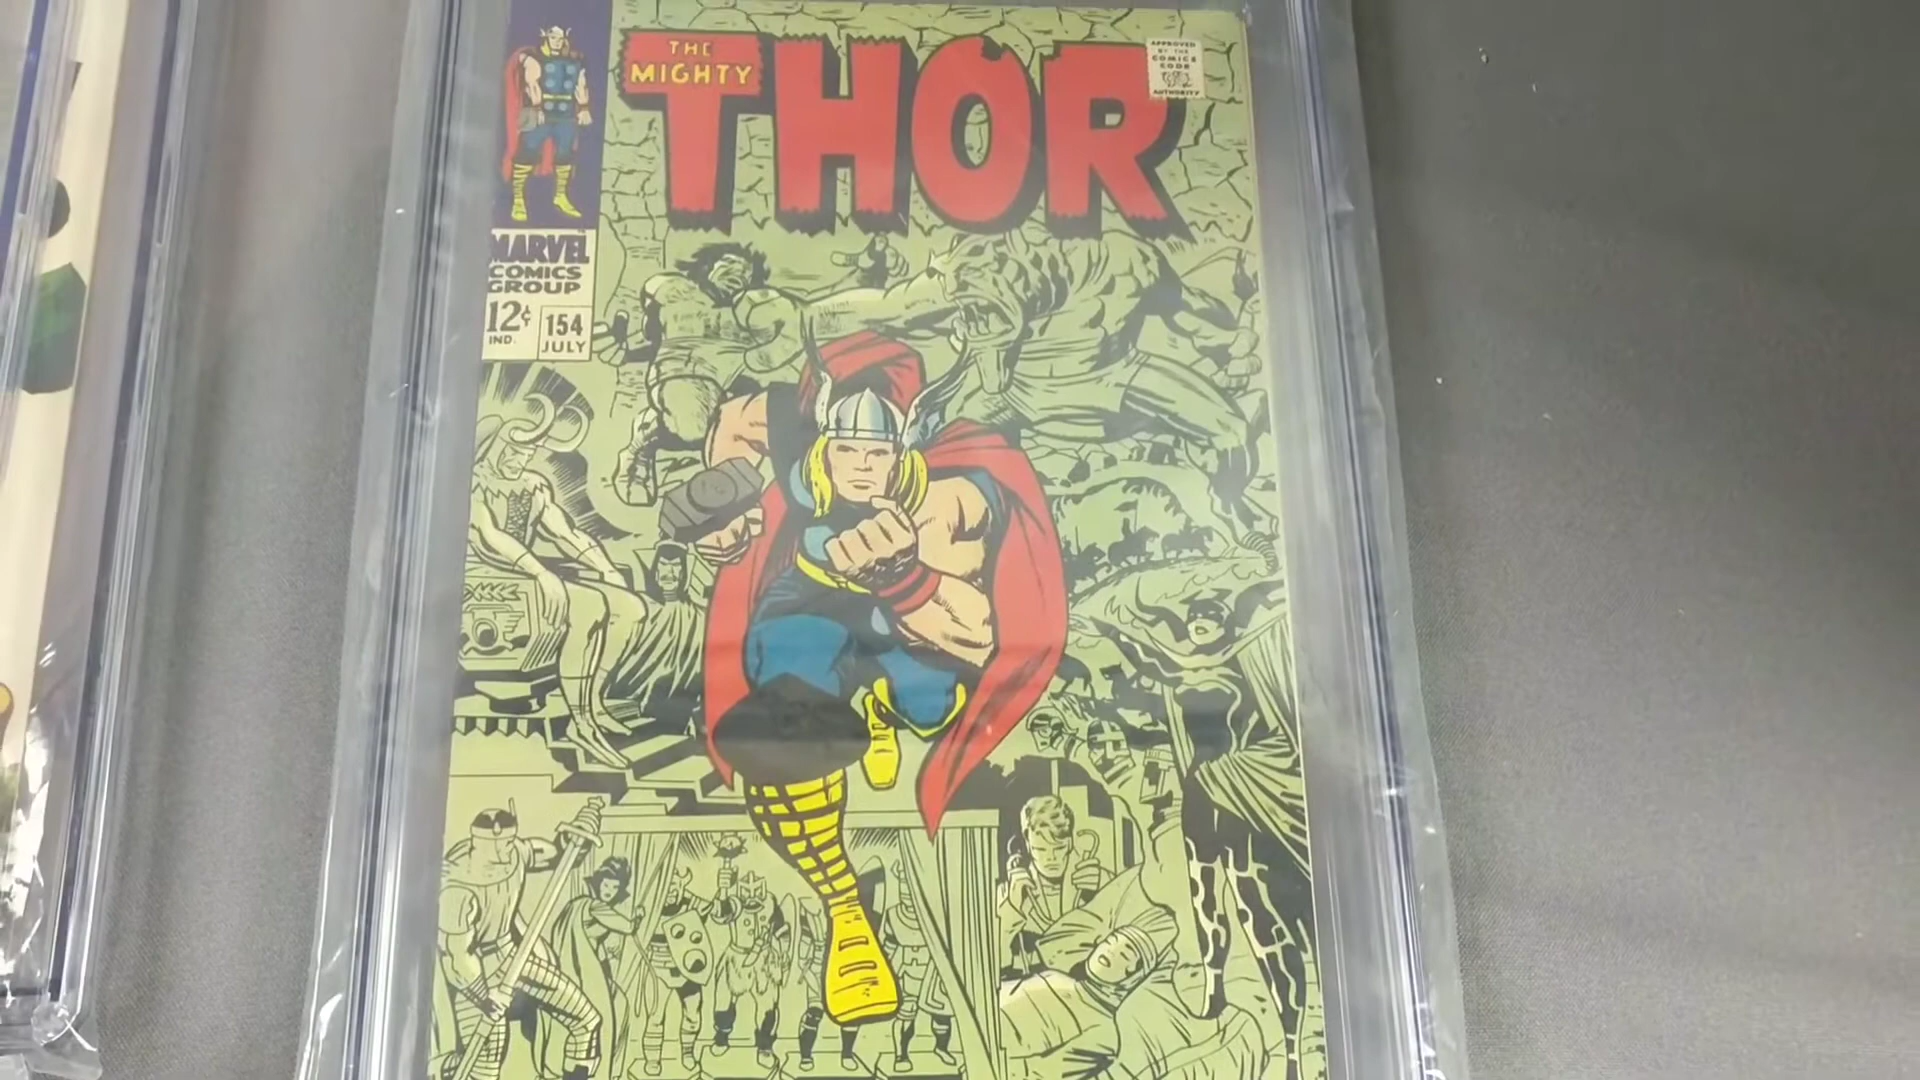 THE
MIGHTY
THOR
APPROVED
BY THE
COMICS
CODE
AUTHORITY
MARVEL
COMICS
GROUP
12¢
IND.
154
JULY